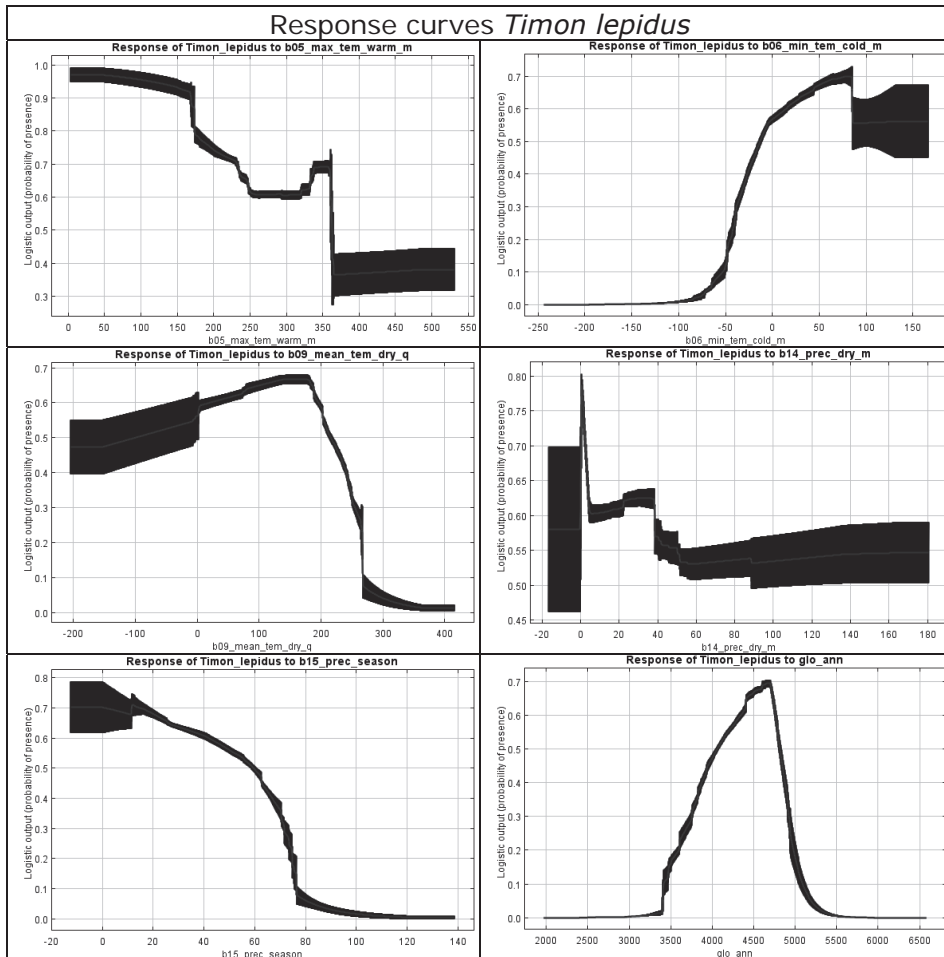 Response curves Timon lepidus
Response of Timon_lepidus to b05_max_tem_warm_m
Logistic output (probability of presence)
1.0
0.9
0.8
0.7
0.6
0.5
0.4
0.3
0 50 100 150 200 250 300 350 400 450 500 550
b05_max_tem_warm_m
Response of Timon_lepidus to b06_min_tem_cold_m
Logistic output (probability of presence)
0.7
0.6
0.5
0.4
0.3
0.2
0.1
0.0
-250 -200 -150 -100 -50 0 50 100 150
b06_min_tem_cold_m
Response of Timon_lepidus to b09_mean_tem_dry_q
Logistic output (probability of presence)
0.7
0.6
0.5
0.4
0.3
0.2
0.1
0.0
-200 -100 0 100 200 300 400
b09_mean_tem_dry_q
Response of Timon_lepidus to b14_prec_dry_m
Logistic output (probability of presence)
0.80
0.75
0.70
0.65
0.60
0.55
0.50
0.45
-20 0 20 40 60 80 100 120 140 160 180
b14_prec_dry_m
Response of Timon_lepidus to b15_prec_season
Logistic output (probability of presence)
0.8
0.7
0.6
0.5
0.4
0.3
0.2
0.1
0.0
-20 0 20 40 60 80 100 120 140
b15_prec_season
Response of Timon_lepidus to glo_ann
Logistic output (probability of presence)
0.7
0.6
0.5
0.4
0.3
0.2
0.1
0.0
2000 2500 3000 3500 4000 4500 5000 5500 6000 6500
glo_ann